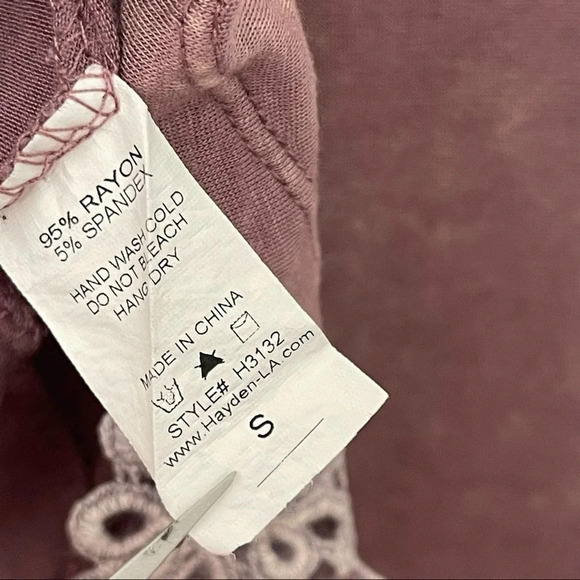 95% RAYON
5% SPANDEX
HAND WASH COLD
DO NOT BLEACH
HANG DRY
MADE IN CHINA
STYLE# H3132
www.Hayden-LA.com
S